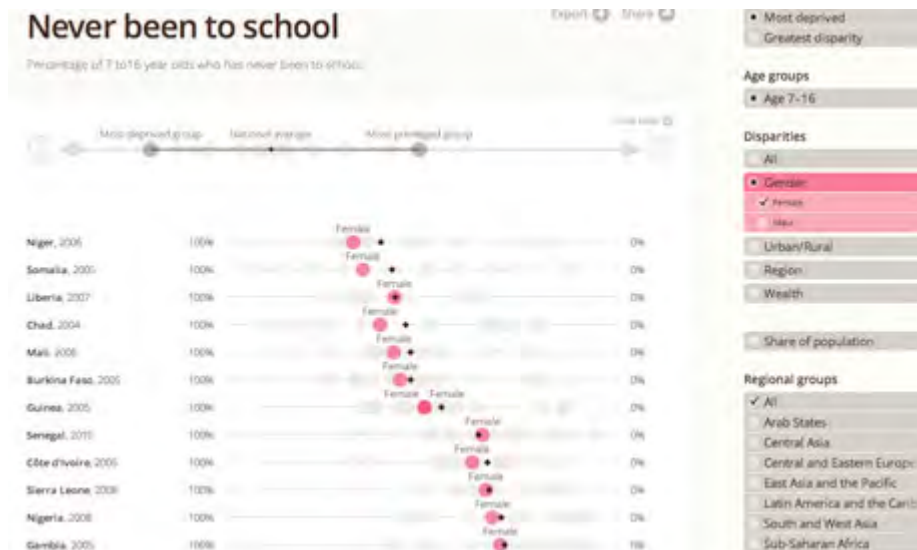 Never been to school
Export Share
Percentage of 7 to16 year olds who has never been to school.
Most deprived group National average Most privileged group
Niger, 2006 100% Female 0%
Somalia, 2005 100% Female 0%
Liberia, 2007 100% Female 0%
Chad, 2004 100% Female 0%
Mali, 2006 100% Female 0%
Burkina Faso, 2005 100% Female 0%
Guinea, 2005 100% Female Female 0%
Senegal, 2010 100% Female 0%
Côte d'Ivoire, 2005 100% Female 0%
Sierra Leone, 2008 100% Female 0%
Nigeria, 2008 100% Female 0%
Gambia, 2005 100% Female
Most deprived
Greatest disparity
Age groups
Age 7-16
Disparities
All
Gender
Female
Male
Urban/Rural
Region
Wealth
Share of population
Regional groups
All
Arab States
Central Asia
Central and Eastern Europe
East Asia and the Pacific
Latin America and the Cari
South and West Asia
Sub-Saharan Africa